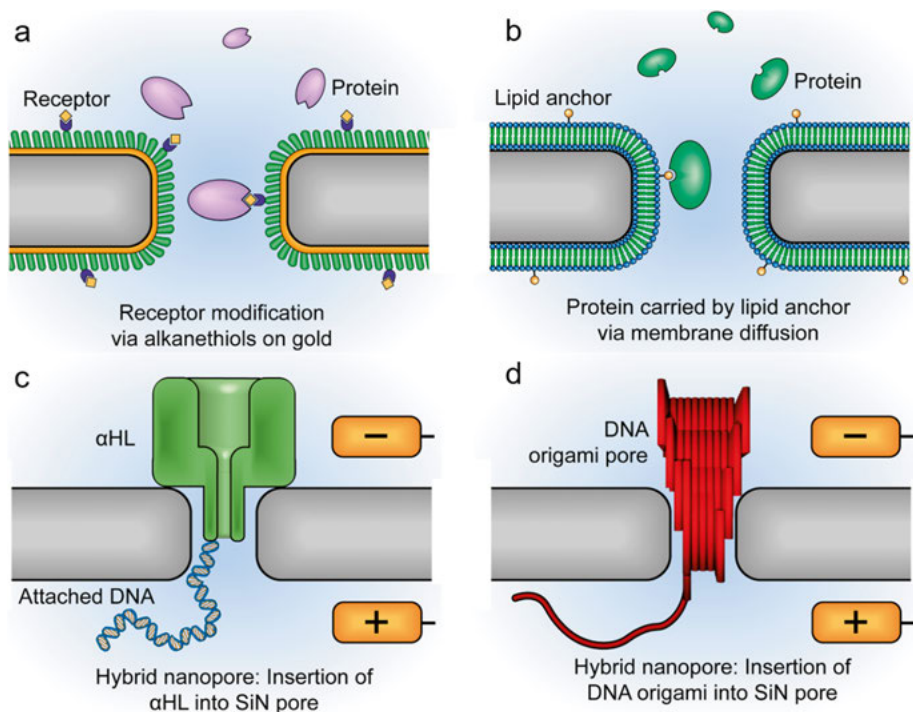 a
Receptor
Protein
Receptor modification
via alkanethiols on gold
b
Lipid anchor
Protein
Protein carried by lipid anchor
via membrane diffusion
c
αHL
−
Attached DNA
+
Hybrid nanopore: Insertion of
αHL into SiN pore
d
DNA
origami pore
−
+
Hybrid nanopore: Insertion of
DNA origami into SiN pore